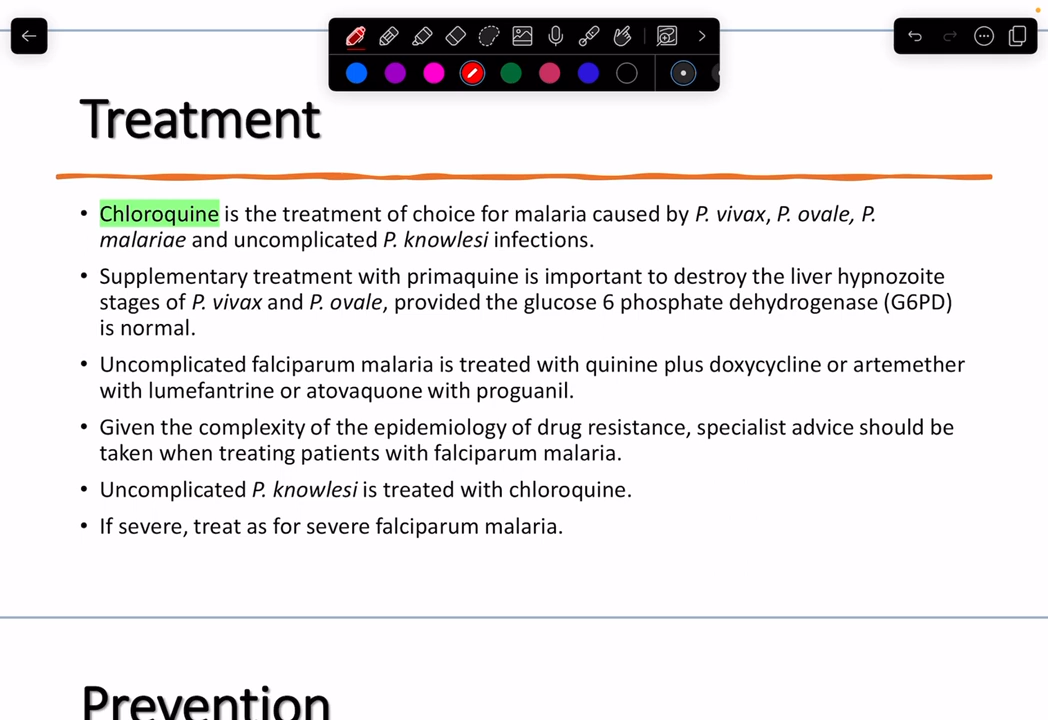 Treatment
• Chloroquine is the treatment of choice for malaria caused by P. vivax, P. ovale, P.
malariae and uncomplicated P. knowlesi infections.
• Supplementary treatment with primaquine is important to destroy the liver hypnozoite
stages of P. vivax and P. ovale, provided the glucose 6 phosphate dehydrogenase (G6PD)
is normal.
• Uncomplicated falciparum malaria is treated with quinine plus doxycycline or artemether
with lumefantrine or atovaquone with proguanil.
• Given the complexity of the epidemiology of drug resistance, specialist advice should be
taken when treating patients with falciparum malaria.
• Uncomplicated P. knowlesi is treated with chloroquine.
• If severe, treat as for severe falciparum malaria.
Prevention